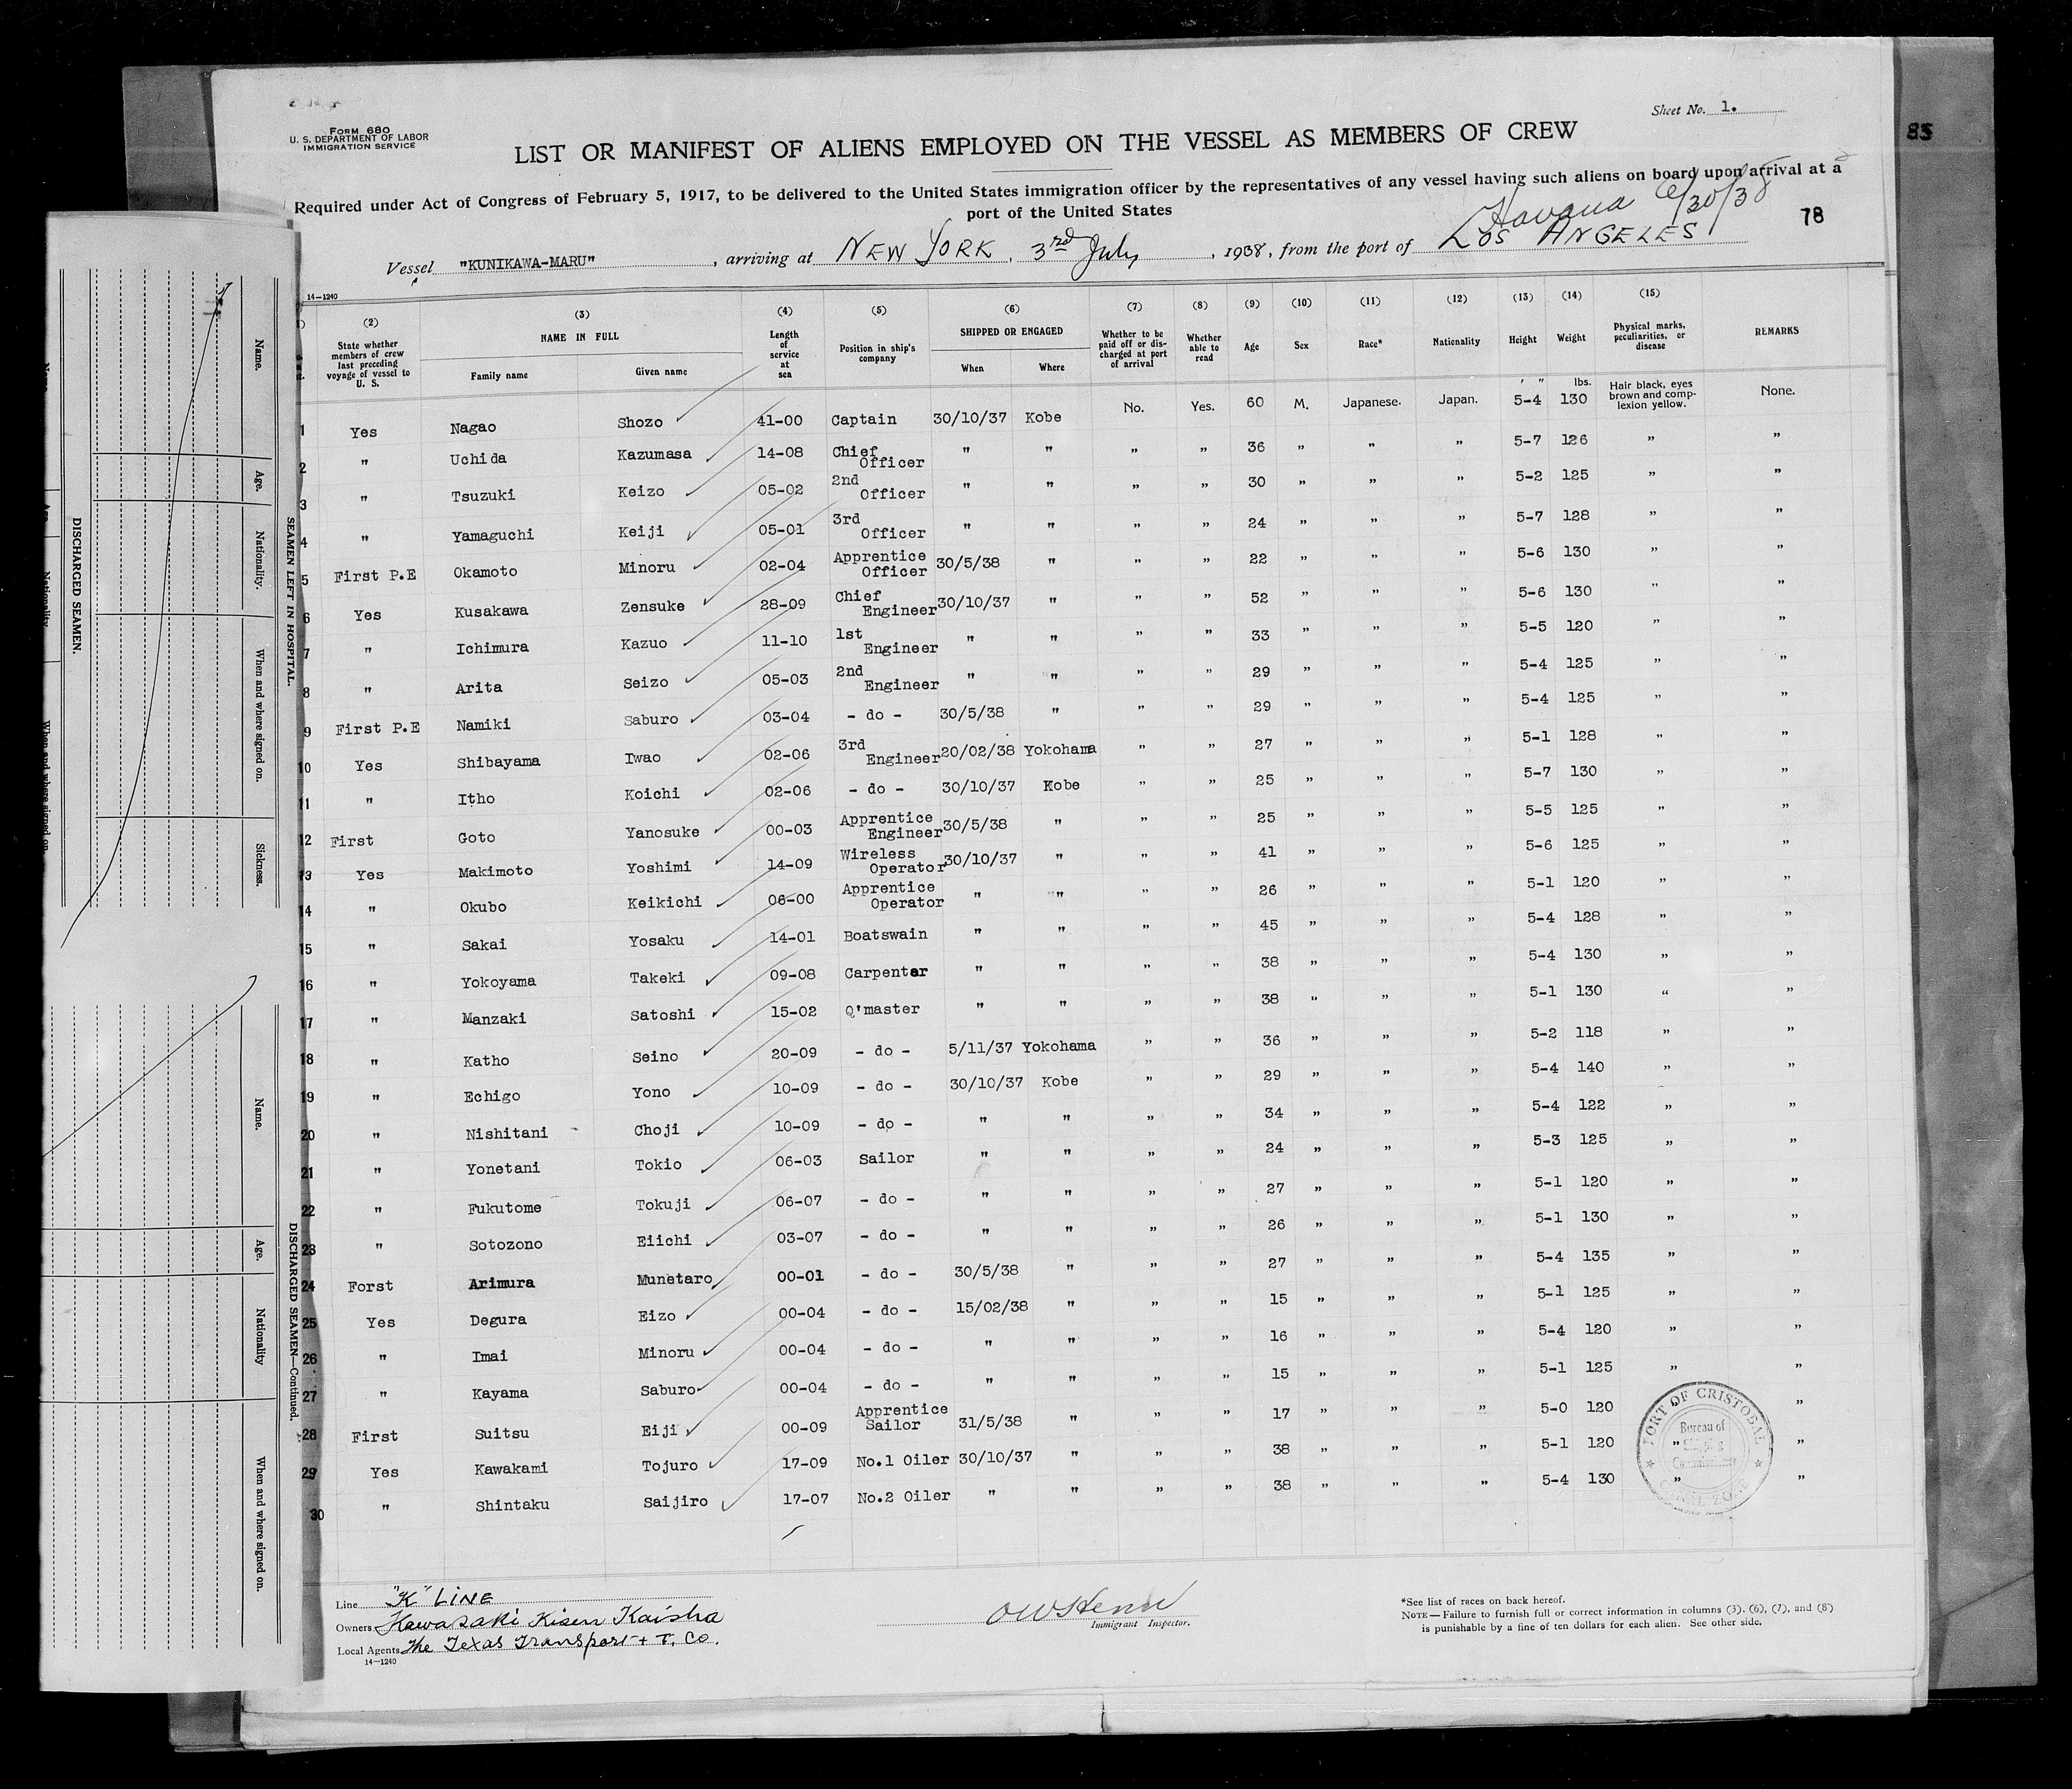 Sheet No. 1.
FORM 680
U. S. DEPARTMENT OF LABOR
IMMIGRATION SERVICE
LIST OR MANIFEST OF ALIENS EMPLOYED ON THE VESSEL AS MEMBERS OF CREW
85
Required under Act of Congress of February 5, 1917, to be delivered to the United States immigration officer by the representatives of any vessel having such aliens on board upon arrival at a
port of the United States
Havana 6/30/38
78
Vessel "KUNIKAWA-MARU", arriving at NEW YORK, 3rd July, 1938, from the port of LOS ANGELES
14—1240
(2) (3) (4) (5) (6) (7) (8) (9) (10) (11) (12) (13) (14) (15)
State whether members of crew last preceding voyage of vessel to U. S. NAME IN FULL Family name Given name Length of service at sea Position in ship's company SHIPPED OR ENGAGED When Where Whether to be paid off or discharged at port of arrival Whether able to read Age Sex Race* Nationality Height Weight Physical marks, peculiarities, or disease REMARKS
1 Yes Nagao Shozo 41-00 Captain 30/10/37 Kobe No. Yes. 60 M. Japanese. Japan. ' " 5-4 lbs. 130 Hair black, eyes brown and complexion yellow. None.
2 " Uchida Kazumasa 14-08 Chief Officer " " " " 36 " " " 5-7 126 " "
3 " Tsuzuki Keizo 05-02 2nd Officer " " " " 30 " " " 5-2 125 " "
4 " Yamaguchi Keiji 05-01 3rd Officer " " " " 24 " " " 5-7 128 " "
5 First P.E Okamoto Minoru 02-04 Apprentice Officer 30/5/38 " " " 22 " " " 5-6 130 " "
6 Yes Kusakawa Zensuke 28-09 Chief Engineer 30/10/37 " " " 52 " " " 5-6 130 " "
7 " Ichimura Kazuo 11-10 1st Engineer " " " " 33 " " " 5-5 120 " "
8 " Arita Seizo 05-03 2nd Engineer " " " " 29 " " " 5-4 125 " "
9 First P.E Namiki Saburo 03-04 - do - 30/5/38 " " " 29 " " " 5-4 125 " "
10 Yes Shibayama Iwao 02-06 3rd Engineer 20/02/38 Yokohama " " 27 " " " 5-1 128 " "
11 " Itho Koichi 02-06 - do - 30/10/37 Kobe " " 25 " " " 5-7 130 " "
12 First Goto Yanosuke 00-03 Apprentice Engineer 30/5/38 " " " 25 " " " 5-5 125 " "
13 Yes Makimoto Yoshimi 14-09 Wireless Operator 30/10/37 " " " 41 " " " 5-6 125 " "
14 " Okubo Keikichi 06-00 Apprentice Operator " " " " 26 " " " 5-1 120 " "
15 " Sakai Yosaku 14-01 Boatswain " " " " 45 " " " 5-4 128 " "
16 " Yokoyama Takeki 09-08 Carpenter " " " " 38 " " " 5-4 130 " "
17 " Manzaki Satoshi 15-02 Q'master " " " " 38 " " " 5-1 130 " "
18 " Katho Seino 20-09 - do - 5/11/37 Yokohama " " 36 " " " 5-2 118 " "
19 " Echigo Yono 10-09 - do - 30/10/37 Kobe " " 29 " " " 5-4 140 " "
20 " Nishitani Choji 10-09 - do - " " " " 34 " " " 5-4 122 " "
21 " Yonetani Tokio 06-03 Sailor " " " " 24 " " " 5-3 125 " "
22 " Fukutome Tokuji 06-07 - do - " " " " 27 " " " 5-1 120 " "
23 " Sotozono Eiichi 03-07 - do - " " " " 26 " " " 5-1 130 " "
24 Forst Arimura Munetaro 00-01 - do - 30/5/38 " " " 27 " " " 5-4 135 " "
25 Yes Degura Eizo 00-04 - do - 15/02/38 " " " 15 " " " 5-1 125 " "
26 " Imai Minoru 00-04 - do - " " " " 16 " " " 5-4 120 " "
27 " Kayama Saburo 00-04 - do - " " " " 15 " " " 5-1 125 " "
28 First Suitsu Eiji 00-09 Apprentice Sailor 31/5/38 " " " 17 " " " 5-0 120 " "
29 Yes Kawakami Tojuro 17-09 No.1 Oiler 30/10/37 " " " 38 " " " 5-1 120 " "
30 " Shintaku Saijiro 17-07 No.2 Oiler " " " " 38 " " " 5-4 130 " "
PORT OF CRISTOBAL
Bureau of
Shipping
Commissioner
CANAL ZONE
Line "K" LINE
Owners Kawasaki Kisen Kaisha
Local Agents The Texas Transport + T. Co.
14—1240
Immigrant Inspector.
*See list of races on back hereof.
NOTE—Failure to furnish full or correct information in columns (3), (6), (7), and (8)
is punishable by a fine of ten dollars for each alien. See other side.
SEAMEN LEFT IN HOSPITAL.
Name.
Age.
Nationality.
When and where signed on.
Sickness.
DISCHARGED SEAMEN.
DISCHARGED SEAMEN—Continued.
Name.
Age.
Nationality
When and where signed on.